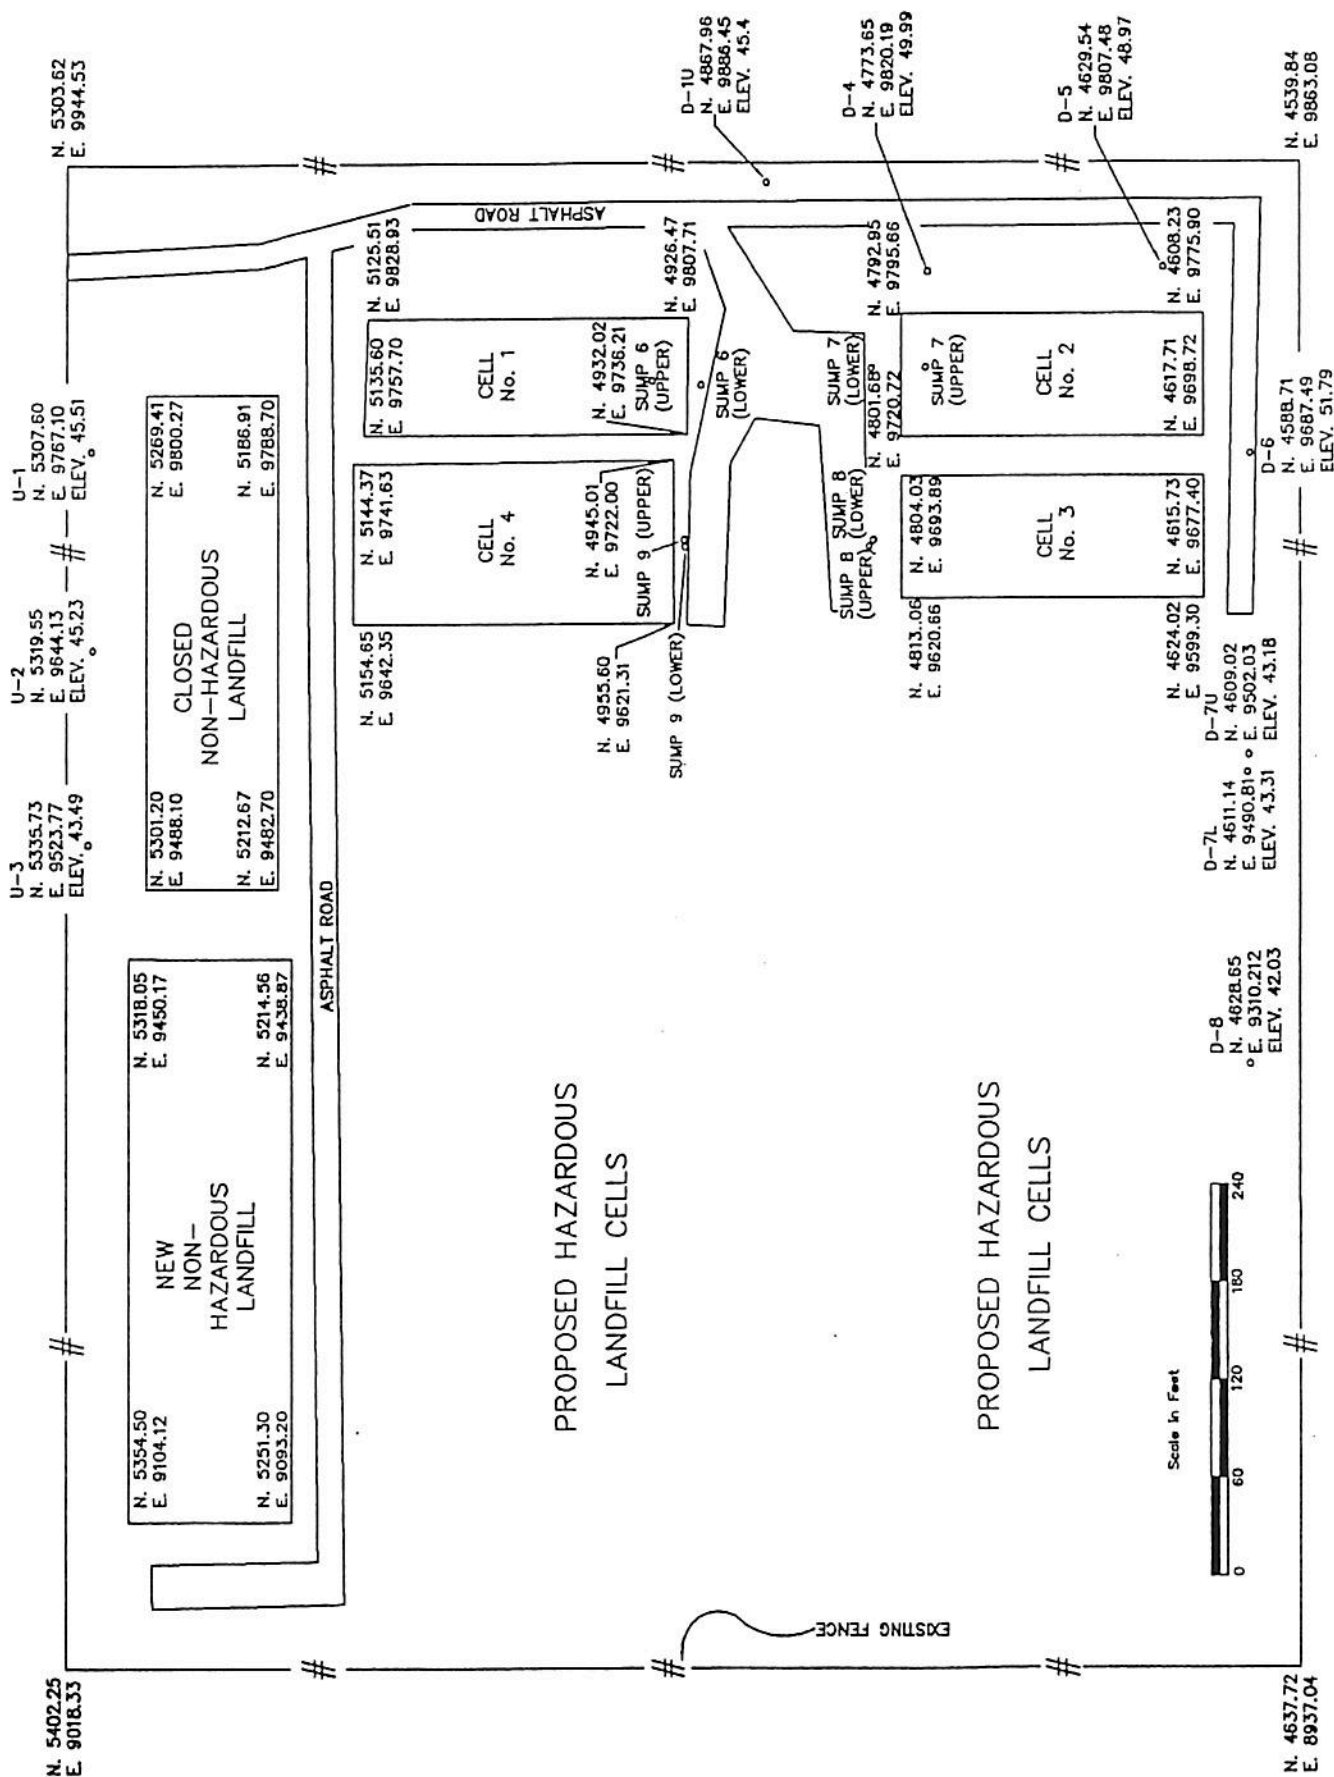 N. 5402.25
E. 9018.33
U-3
N. 5335.73
E. 9523.77
ELEV. 43.49
U-2
N. 5319.55
E. 9644.13
ELEV. 45.23
U-1
N. 5307.60
E. 9767.10
ELEV. 45.51
N. 5303.62
E. 9944.53
N. 5354.50
E. 9104.12
N. 5318.05
E. 9450.17
NEW
NON-
HAZARDOUS
LANDFILL
N. 5251.30
E. 9093.20
N. 5214.56
E. 9438.87
N. 5301.20
E. 9488.10
N. 5269.41
E. 9800.27
CLOSED
NON-HAZARDOUS
LANDFILL
N. 5212.67
E. 9482.70
N. 5186.91
E. 9788.70
ASPHALT ROAD
ASPHALT ROAD
N. 5154.65
E. 9642.35
N. 5144.37
E. 9741.63
N. 5135.60
E. 9757.70
N. 5125.51
E. 9828.93
CELL
No. 4
CELL
No. 1
N. 4955.60
E. 9621.31
N. 4945.01
E. 9722.00
N. 4932.02
E. 9736.21
N. 4926.47
E. 9807.71
SUMP 9 (UPPER)
SUMP 9 (LOWER)
SUMP 6
(UPPER)
SUMP 6
(LOWER)
D-1U
N. 4867.96
E. 9886.45
ELEV. 45.4
PROPOSED HAZARDOUS
LANDFILL CELLS
EXISTING FENCE
SUMP 8
(UPPER)
SUMP 8
(LOWER)
SUMP 7
(LOWER)
SUMP 7
(UPPER)
N. 4813.06
E. 9620.66
N. 4804.03
E. 9693.89
N. 4801.68
E. 9720.72
N. 4792.95
E. 9795.66
D-4
N. 4773.65
E. 9820.19
ELEV. 49.99
CELL
No. 3
CELL
No. 2
N. 4624.02
E. 9599.30
N. 4615.73
E. 9677.40
N. 4617.71
E. 9698.72
N. 4608.23
E. 9775.90
D-5
N. 4629.54
E. 9807.48
ELEV. 48.97
PROPOSED HAZARDOUS
LANDFILL CELLS
Scale In Feet
0 60 120 180 240
D-8
N. 4628.65
E. 9310.212
ELEV. 42.03
D-7L
N. 4611.14
E. 9490.81
ELEV. 43.31
D-7U
N. 4609.02
E. 9502.03
ELEV. 43.18
D-6
N. 4588.71
E. 9687.49
ELEV. 51.79
N. 4637.72
E. 8937.04
N. 4539.84
E. 9863.08